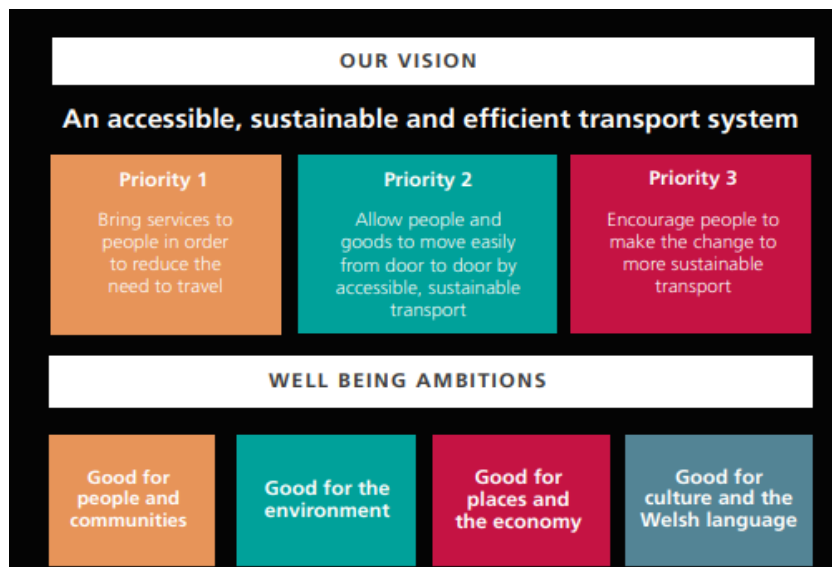 OUR VISION
An accessible, sustainable and efficient transport system
Priority 1
Bring services to
people in order
to reduce the
need to travel
Priority 2
Allow people and
goods to move easily
from door to door by
accessible, sustainable
transport
Priority 3
Encourage people to
make the change to
more sustainable
transport
WELL BEING AMBITIONS
Good for
people and
communities
Good for the
environment
Good for
places and
the economy
Good for
culture and the
Welsh language